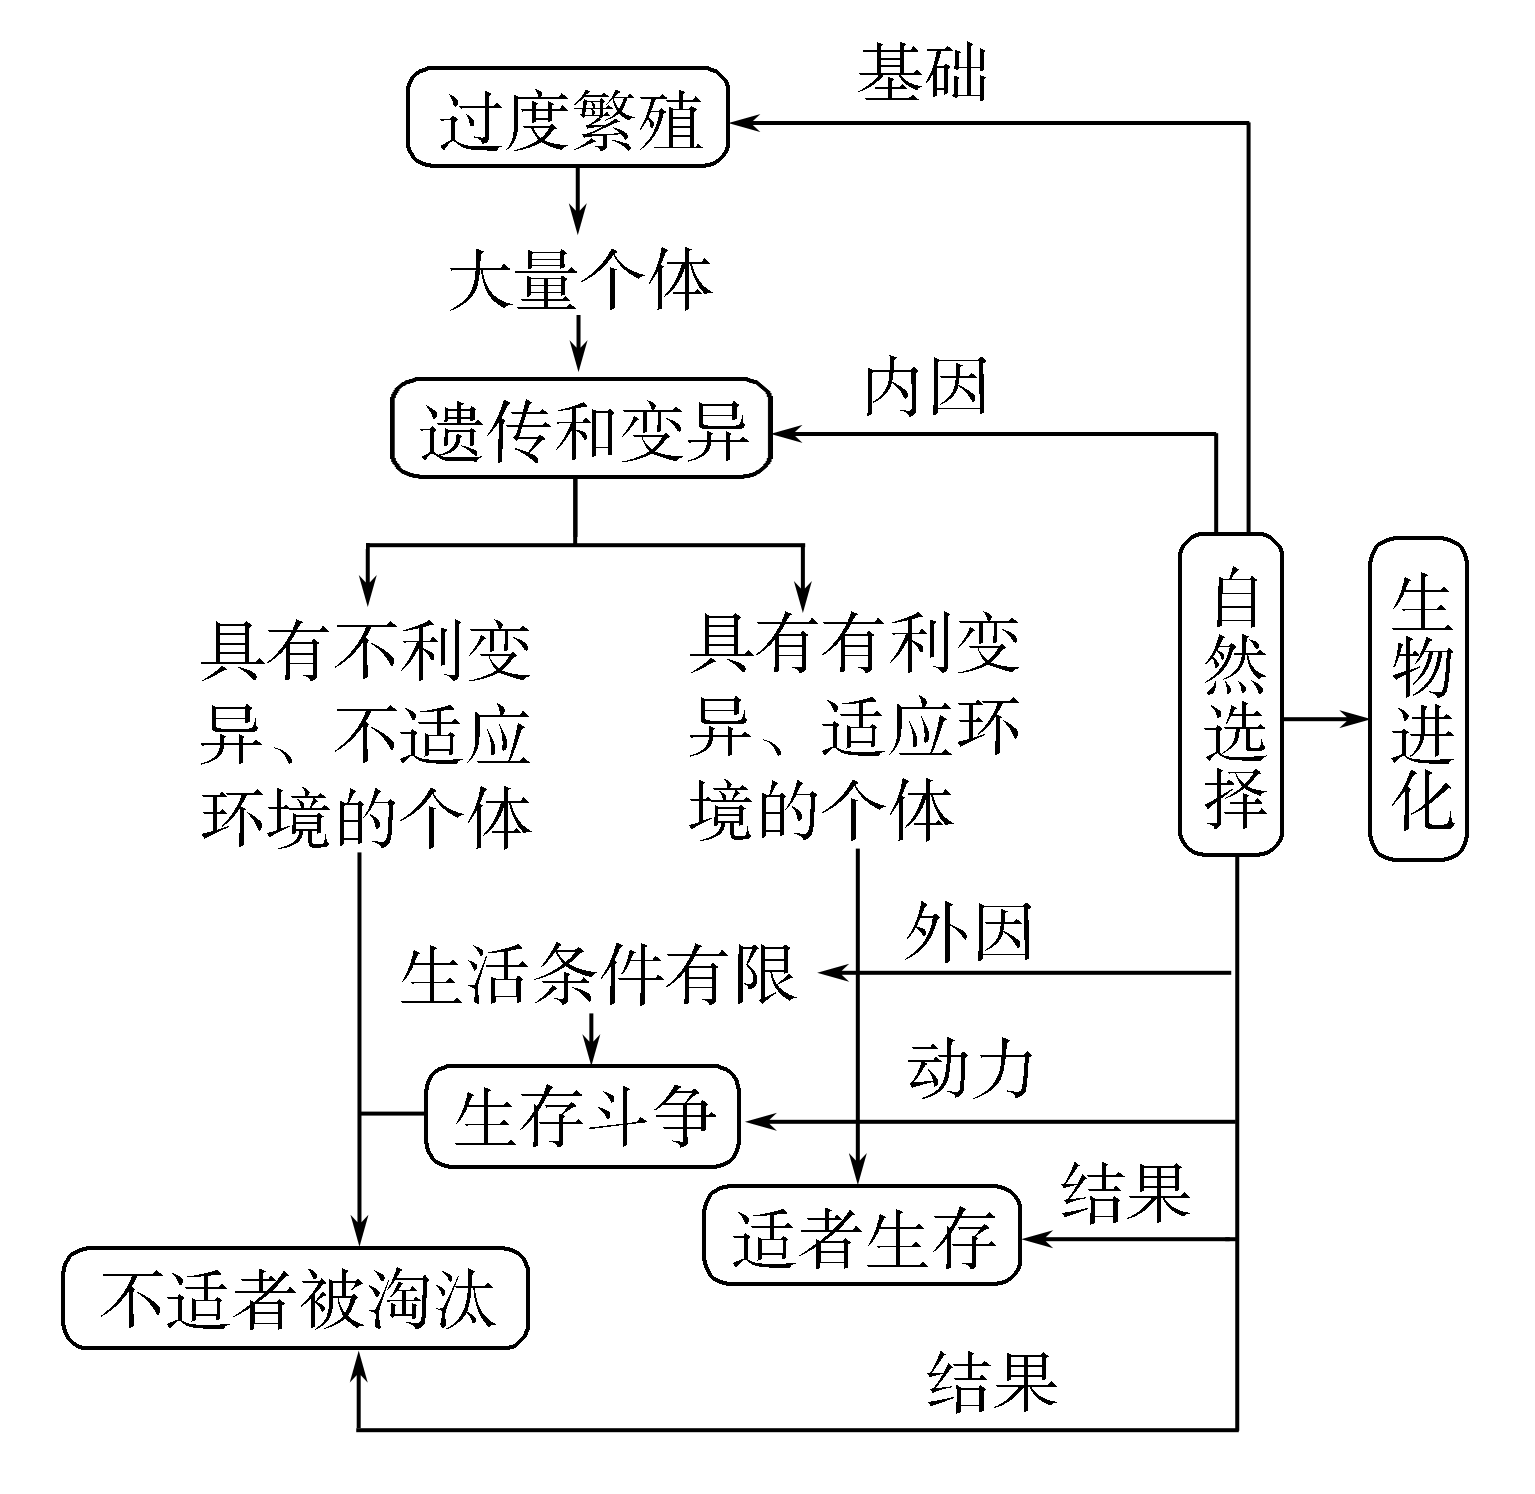 基础
过度繁殖
大量个体
内因
遗传和变异
具有不利变
异、不适应
环境的个体
具有有利变
异、适应环
境的个体
自然选择
生物进化
外因
生活条件有限
动力
生存斗争
结果
适者生存
不适者被淘汰
结果